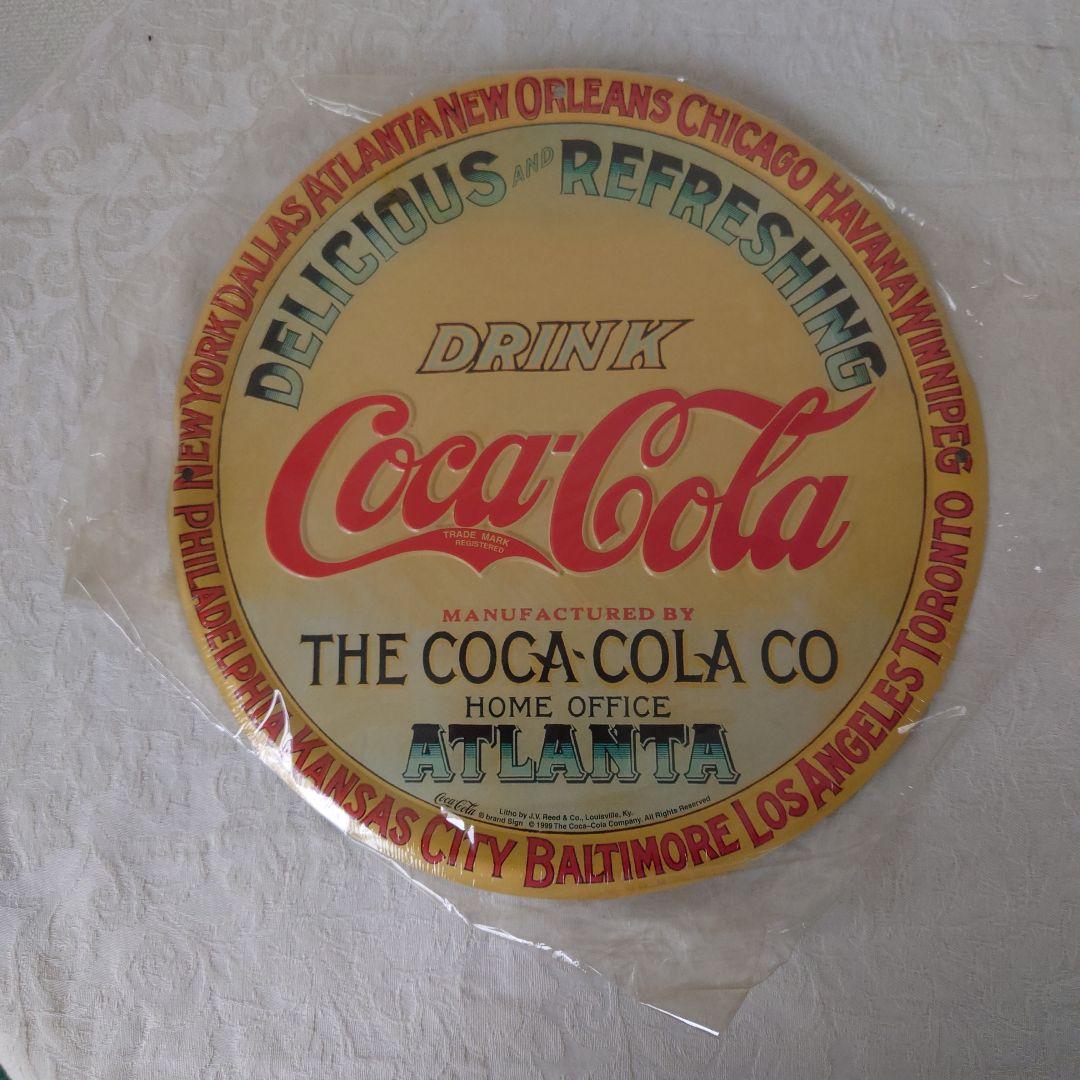 NEW ORLEANS CHICAGO HAVANA WINNIPEG TORONTO LOS ANGELES BALTIMORE KANSAS CITY PHILADELPHIA NEW YORK DALLAS ATLANTA
DELICIOUS AND REFRESHING
DRINK
Coca-Cola
TRADE MARK
REGISTERED
MANUFACTURED BY
THE COCA-COLA CO
HOME OFFICE
ATLANTA
Coca-Cola
® brand Sign
Litho by J.V. Reed & Co., Louisville, Ky.
© 1999 The Coca-Cola Company. All Rights Reserved